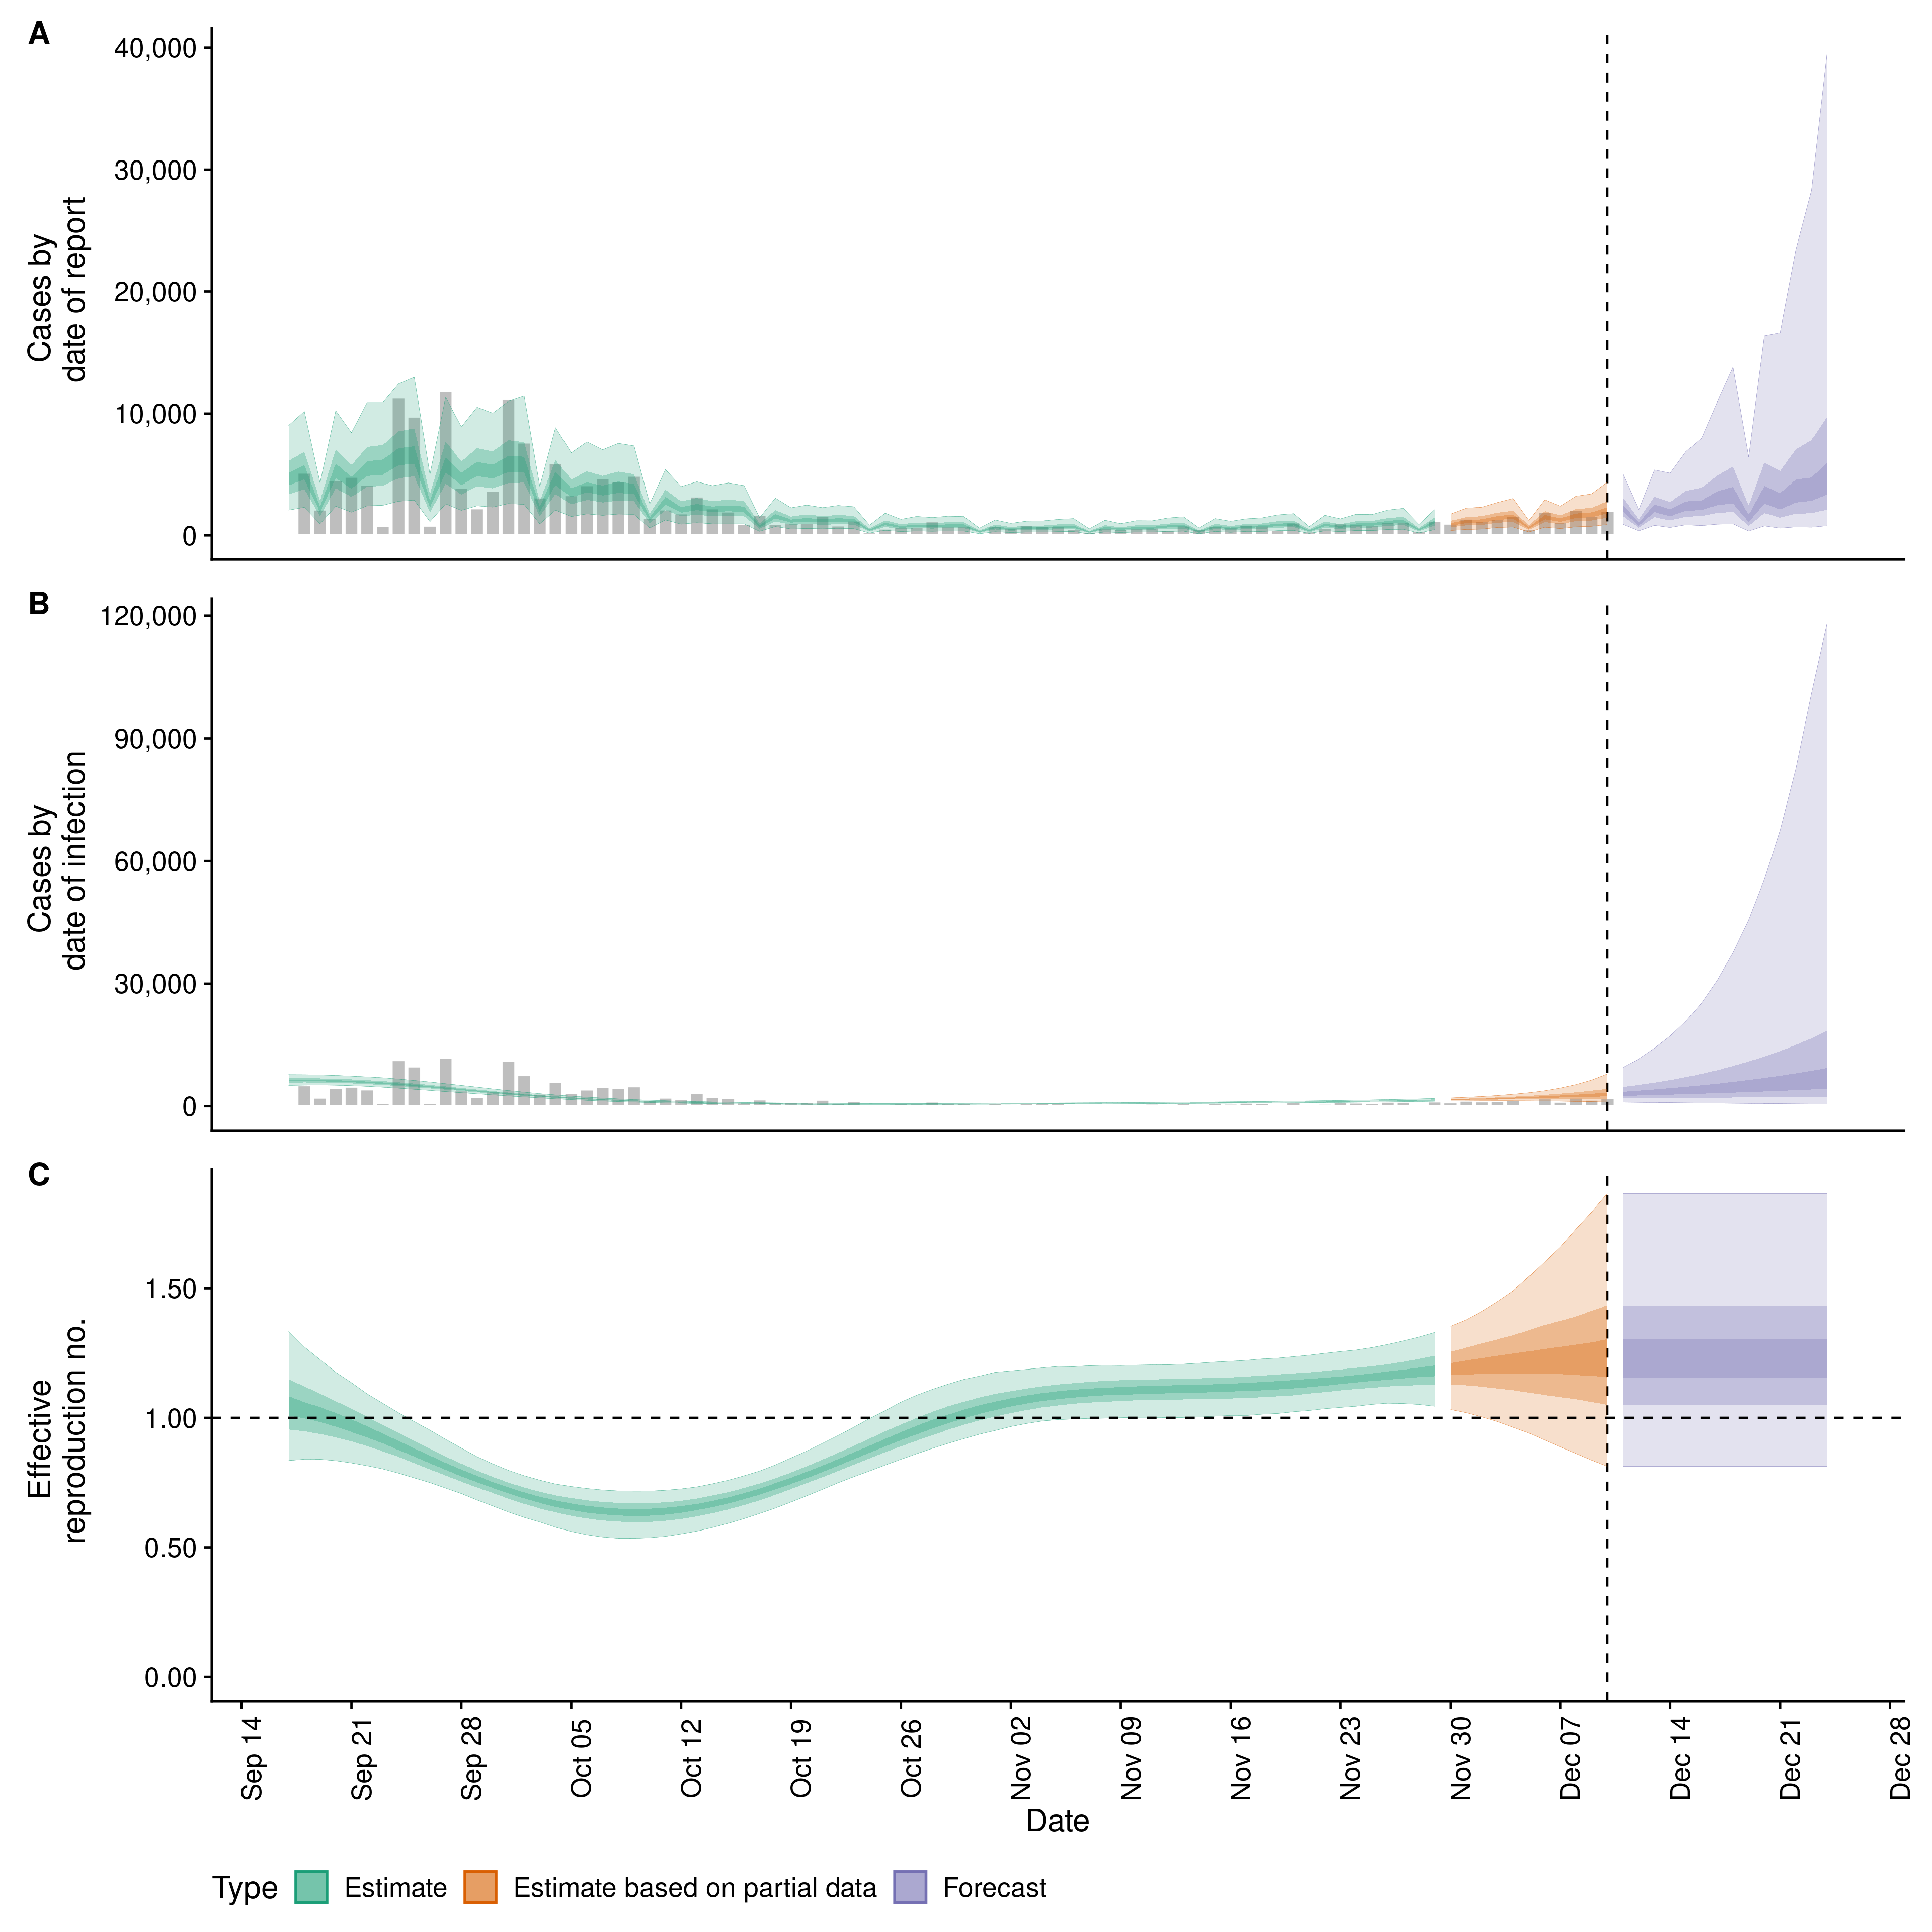 A
40,000
30,000
20,000
10,000
0
Cases by
date of report
B
120,000
90,000
60,000
30,000
0
Cases by
date of infection
C
1.50
1.00
0.50
0.00
Effective
reproduction no.
Sep 14
Sep 21
Sep 28
Oct 05
Oct 12
Oct 19
Oct 26
Nov 02
Nov 09
Nov 16
Nov 23
Nov 30
Dec 07
Dec 14
Dec 21
Dec 28
Date
Type Estimate Estimate based on partial data Forecast